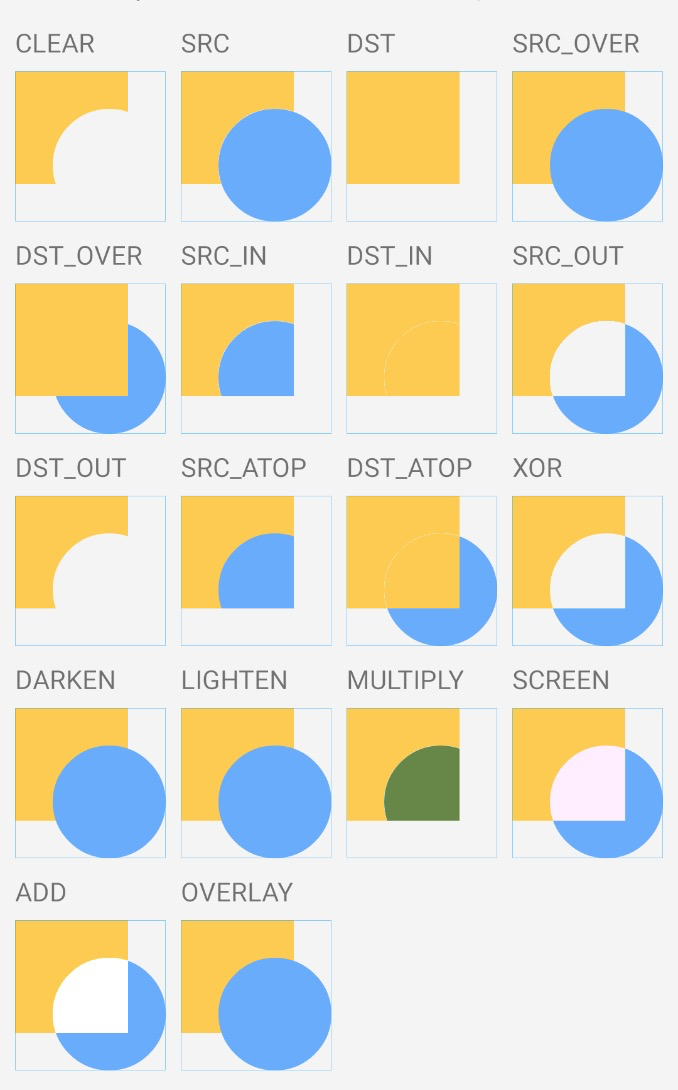 CLEAR SRC DST SRC_OVER
DST_OVER SRC_IN DST_IN SRC_OUT
DST_OUT SRC_ATOP DST_ATOP XOR
DARKEN LIGHTEN MULTIPLY SCREEN
ADD OVERLAY